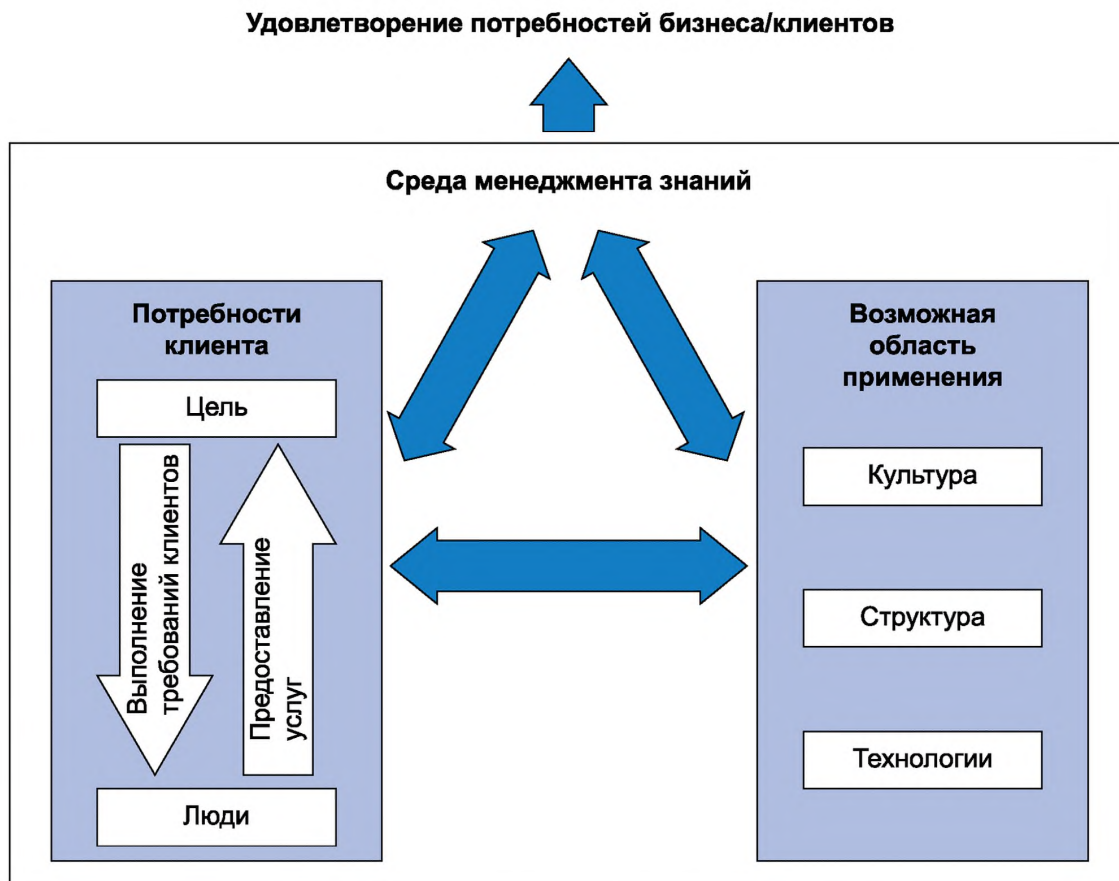 Удовлетворение потребностей бизнеса/клиентов
Среда менеджмента знаний
Потребности
клиента
Цель
Выполнение
требований клиентов
Предоставление
услуг
Люди
Возможная
область
применения
Культура
Структура
Технологии